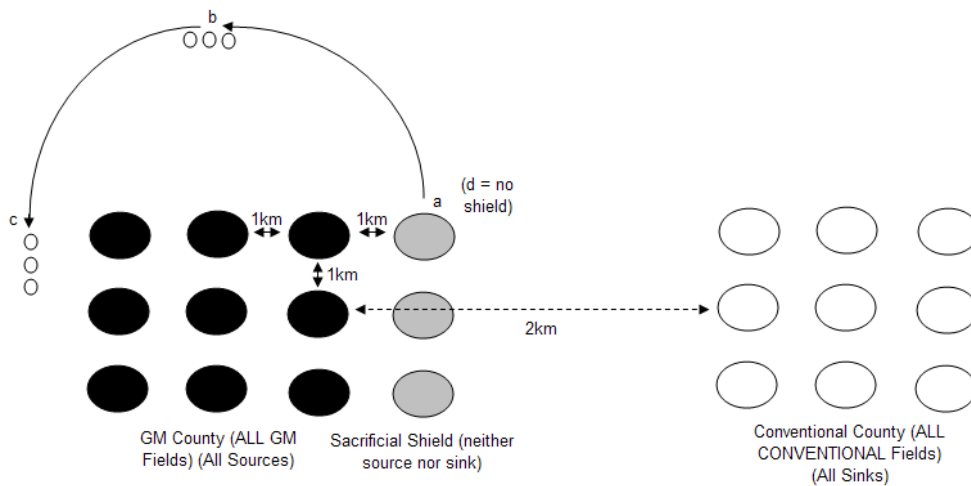 b
(d = no
shield)
a
c
1km
1km
1km
2km
GM County (ALL GM
Fields) (All Sources)
Sacrificial Shield (neither
source nor sink)
Conventional County (ALL
CONVENTIONAL Fields)
(All Sinks)